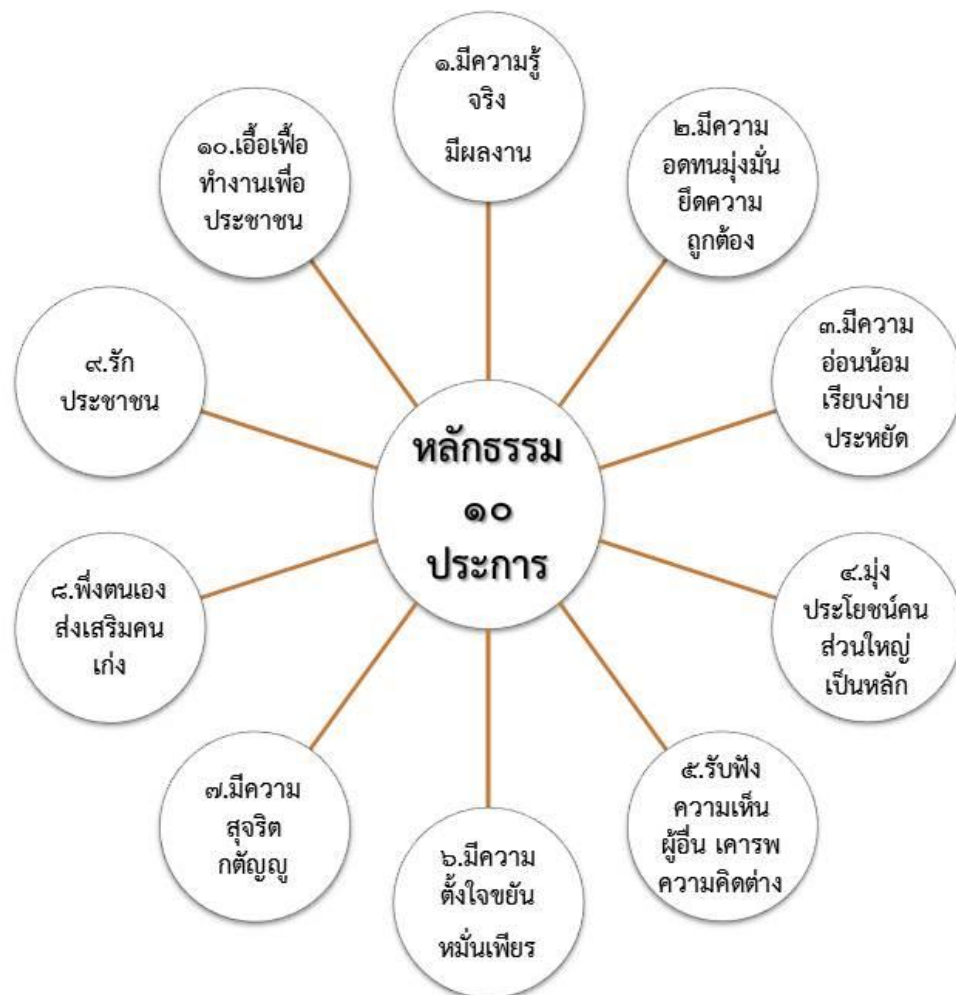 หลักธรรม
๑๐
ประการ
๑.มีความรู้
จริง
มีผลงาน
๒.มีความ
อดทนมุ่งมั่น
ยึดความ
ถูกต้อง
๓.มีความ
อ่อนน้อม
เรียบง่าย
ประหยัด
๔.มุ่ง
ประโยชน์คน
ส่วนใหญ่
เป็นหลัก
๕.รับฟัง
ความเห็น
ผู้อื่น เคารพ
ความคิดต่าง
๖.มีความ
ตั้งใจขยัน
หมั่นเพียร
๗.มีความ
สุจริต
กตัญญู
๘.พึ่งตนเอง
ส่งเสริมคน
เก่ง
๙.รัก
ประชาชน
๑๐.เอื้อเฟื้อ
ทำงานเพื่อ
ประชาชน